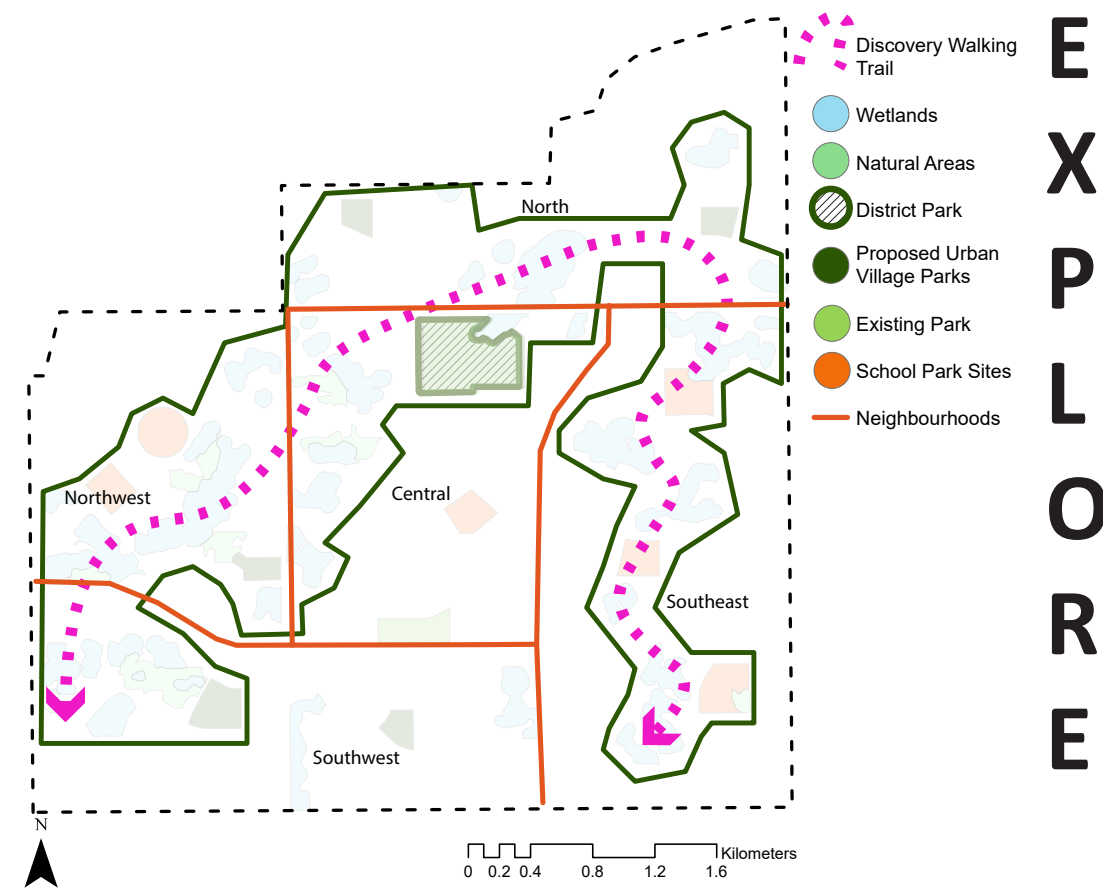 Discovery Walking
Trail
Wetlands
Natural Areas
District Park
Proposed Urban
Village Parks
Existing Park
School Park Sites
Neighbourhoods
E
X
P
L
O
R
E
North
Northwest
Central
Southeast
Southwest
N
Kilometers
0 0.2 0.4 0.8 1.2 1.6